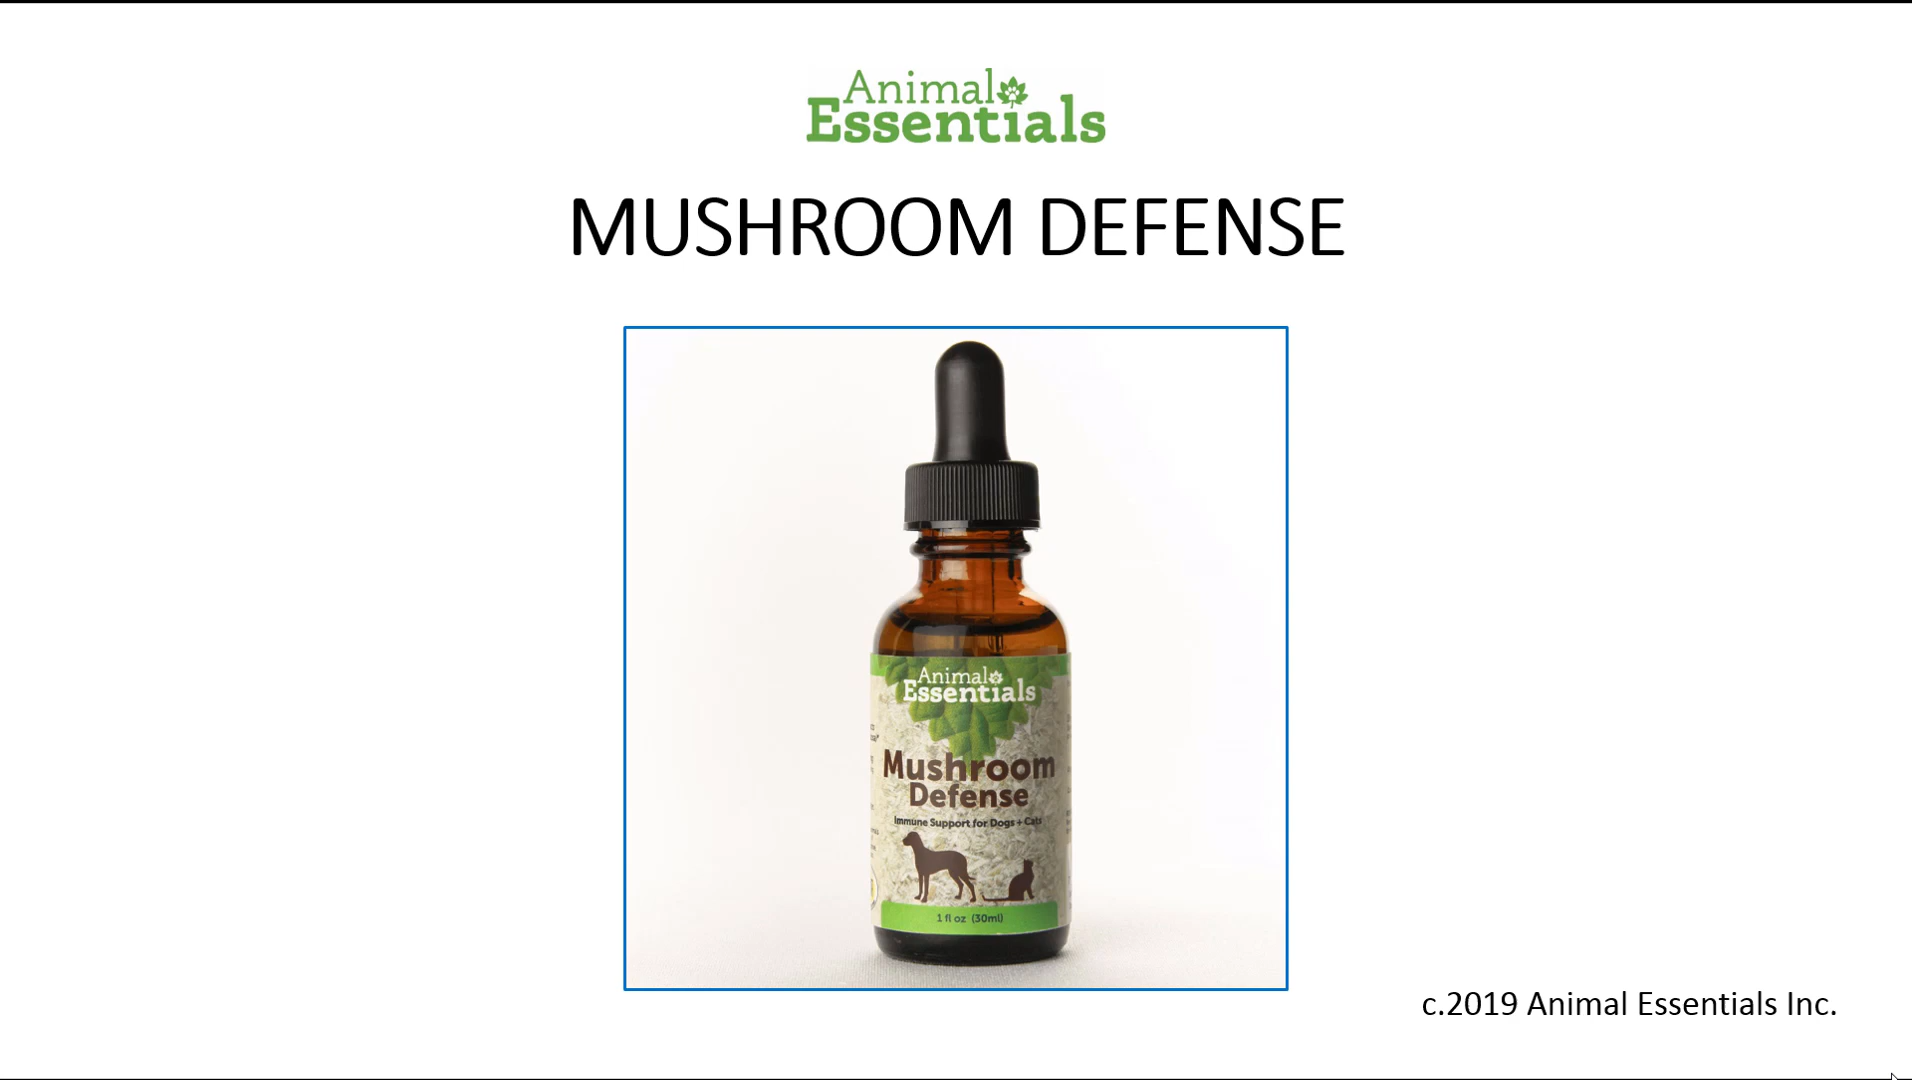 Animal
Essentials
MUSHROOM DEFENSE
Animal
Essentials
Mushroom
Defense
Immune Support for Dogs + Cats
1 fl oz (30ml)
c.2019 Animal Essentials Inc.